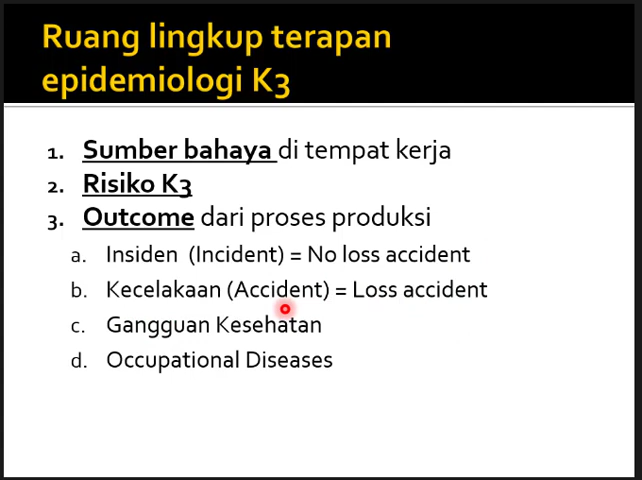 Ruang lingkup terapan
epidemiologi K3
1. Sumber bahaya di tempat kerja
2. Risiko K3
3. Outcome dari proses produksi
a. Insiden (Incident) = No loss accident
b. Kecelakaan (Accident) = Loss accident
c. Gangguan Kesehatan
d. Occupational Diseases